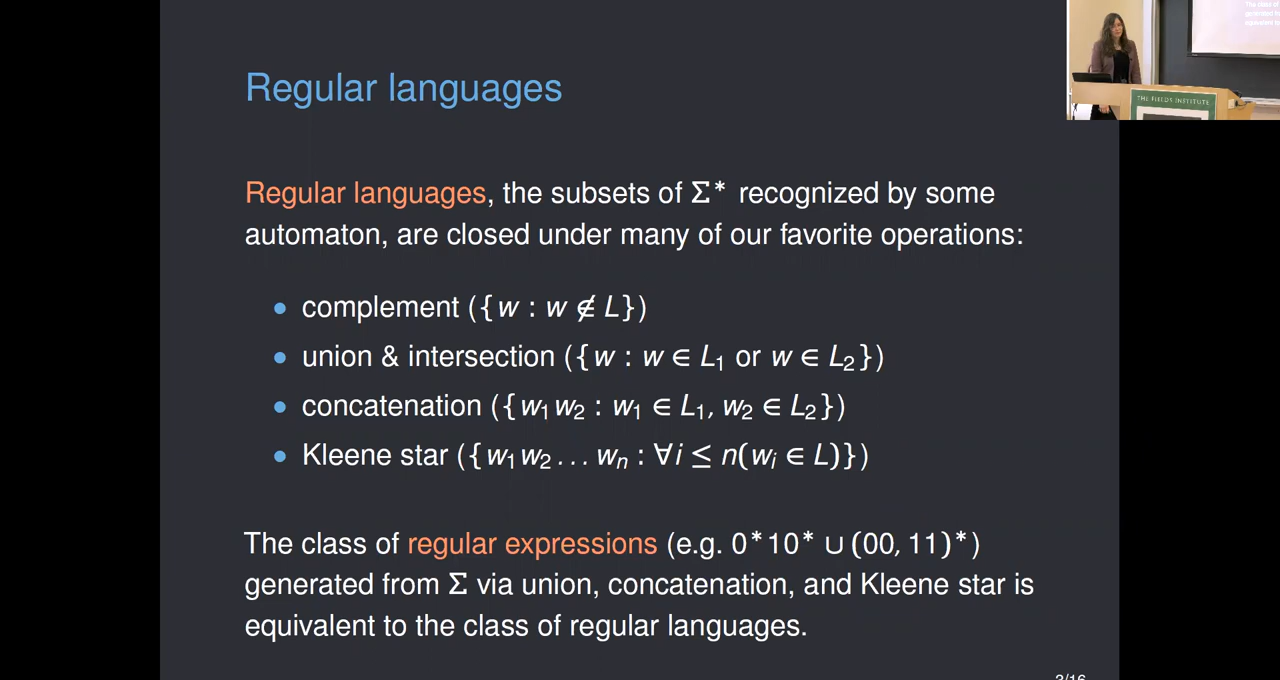 Regular languages
Regular languages, the subsets of Σ* recognized by some
automaton, are closed under many of our favorite operations:
• complement ({w : w ∉ L})
• union & intersection ({w : w ∈ L₁ or w ∈ L₂})
• concatenation ({w₁w₂ : w₁ ∈ L₁, w₂ ∈ L₂})
• Kleene star ({w₁w₂ . . . wₙ : ∀i ≤ n(wᵢ ∈ L)})
The class of regular expressions (e.g. 0*10* ∪ (00, 11)*)
generated from Σ via union, concatenation, and Kleene star is
equivalent to the class of regular languages.
3/16
THE FIELDS INSTITUTE